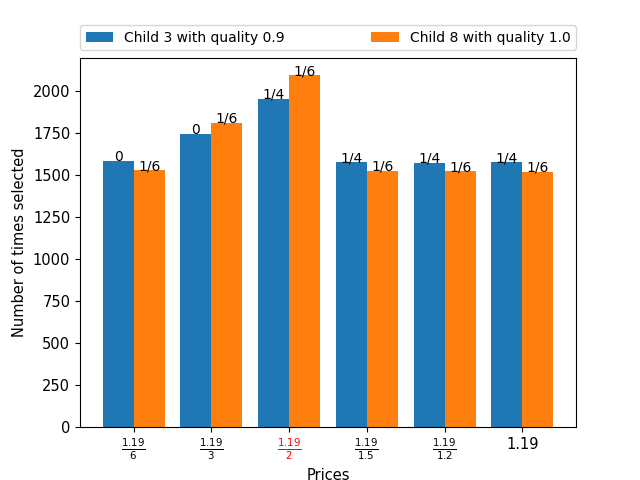 Child 3 with quality 0.9 Child 8 with quality 1.0
Number of times selected
2000
1750
1500
1250
1000
750
500
250
0
0 1/6 0 1/6 1/4 1/6 1/4 1/6 1/4 1/6 1/4 1/6
1.19/6 1.19/3 1.19/2 1.19/1.5 1.19/1.2 1.19
Prices